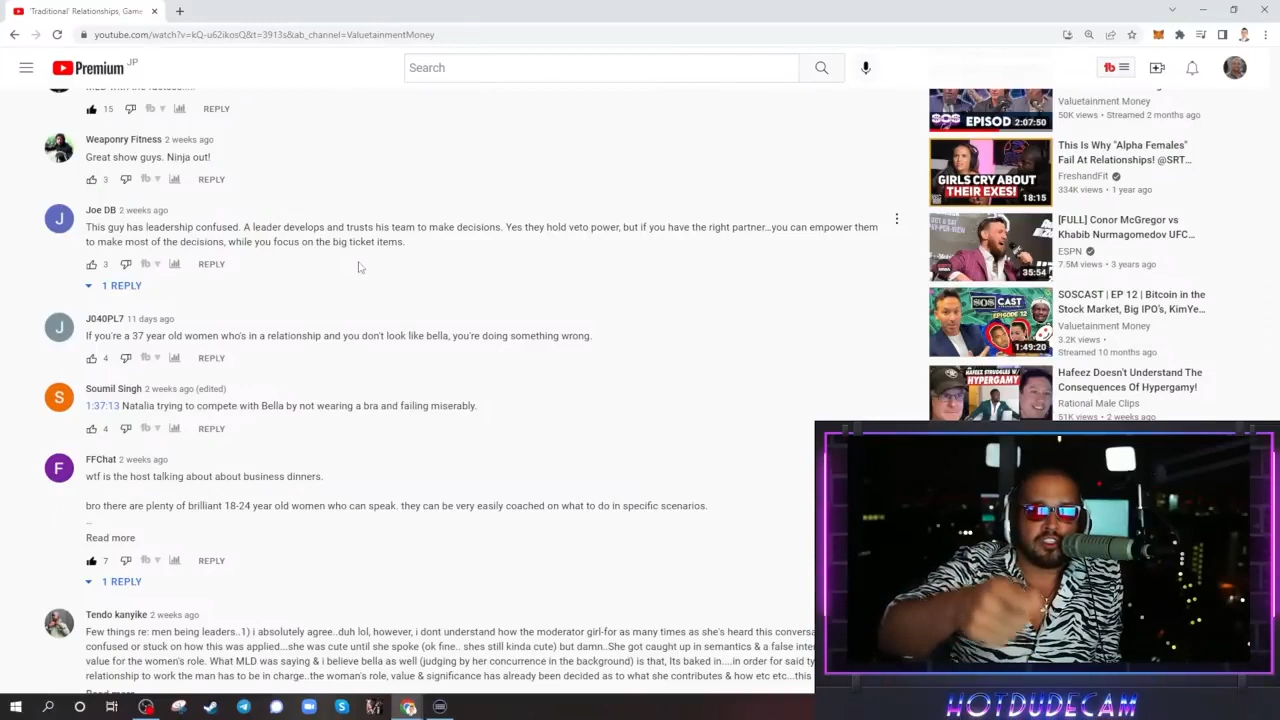 'Traditional' Relationships, Game
youtube.com/watch?v=kQ-u62ikosQ&t=3913s&ab_channel=ValuetainmentMoney
Premium JP
Search
15
REPLY
Weaponry Fitness 2 weeks ago
Great show guys. Ninja out!
3
REPLY
Joe DB 2 weeks ago
This guy has leadership confused. A leader develops and trusts his team to make decisions. Yes they hold veto power, but if you have the right partner...you can empower them
to make most of the decisions, while you focus on the big ticket items.
3
REPLY
1 REPLY
J040PL7 11 days ago
If you're a 37 year old women who's in a relationship and you don't look like bella, you're doing something wrong.
4
REPLY
Soumil Singh 2 weeks ago (edited)
1:37:13 Natalia trying to compete with Bella by not wearing a bra and failing miserably.
4
REPLY
FFChat 2 weeks ago
wtf is the host talking about about business dinners.
bro there are plenty of brilliant 18-24 year old women who can speak. they can be very easily coached on what to do in specific scenarios.
..
Read more
7
REPLY
1 REPLY
Tendo kanyike 2 weeks ago
Few things re: men being leaders..1) i absolutely agree..duh lol, however, i dont understand how the moderator girl-for as many times as she's heard this conversa
confused or stuck on how this was applied...she was cute until she spoke (ok fine.. shes still kinda cute) but damn..She got caught up in semantics & a false inter
value for the women's role. What MLD was saying & i believe bella as well (judging by her concurrence in the background) is that, Its baked in....in order for said ty
relationship to work the man has to be in charge..the woman's role, value & significance has already been decided as to what she contributes & how etc etc...this
SOS EPISOD 2:07:50
Valuetainment Money
50K views • Streamed 2 months ago
GIRLS CRY ABOUT
THEIR EXES!
18:15
This Is Why "Alpha Females"
Fail At Relationships! @SRT...
FreshandFit
334K views • 1 year ago
35:54
[FULL] Conor McGregor vs
Khabib Nurmagomedov UFC...
ESPN
7.5M views • 3 years ago
SOSCAST
EPISODE 12
1:49:20
SOSCAST | EP 12 | Bitcoin in the
Stock Market, Big IPO's, KimYe...
Valuetainment Money
3.2K views •
Streamed 10 months ago
HAFEEZ STRUGGLES W/
HYPERGAMY
Hafeez Doesn't Understand The
Consequences Of Hypergamy!
Rational Male Clips
51K views • 2 weeks ago
HOTDUDECAM